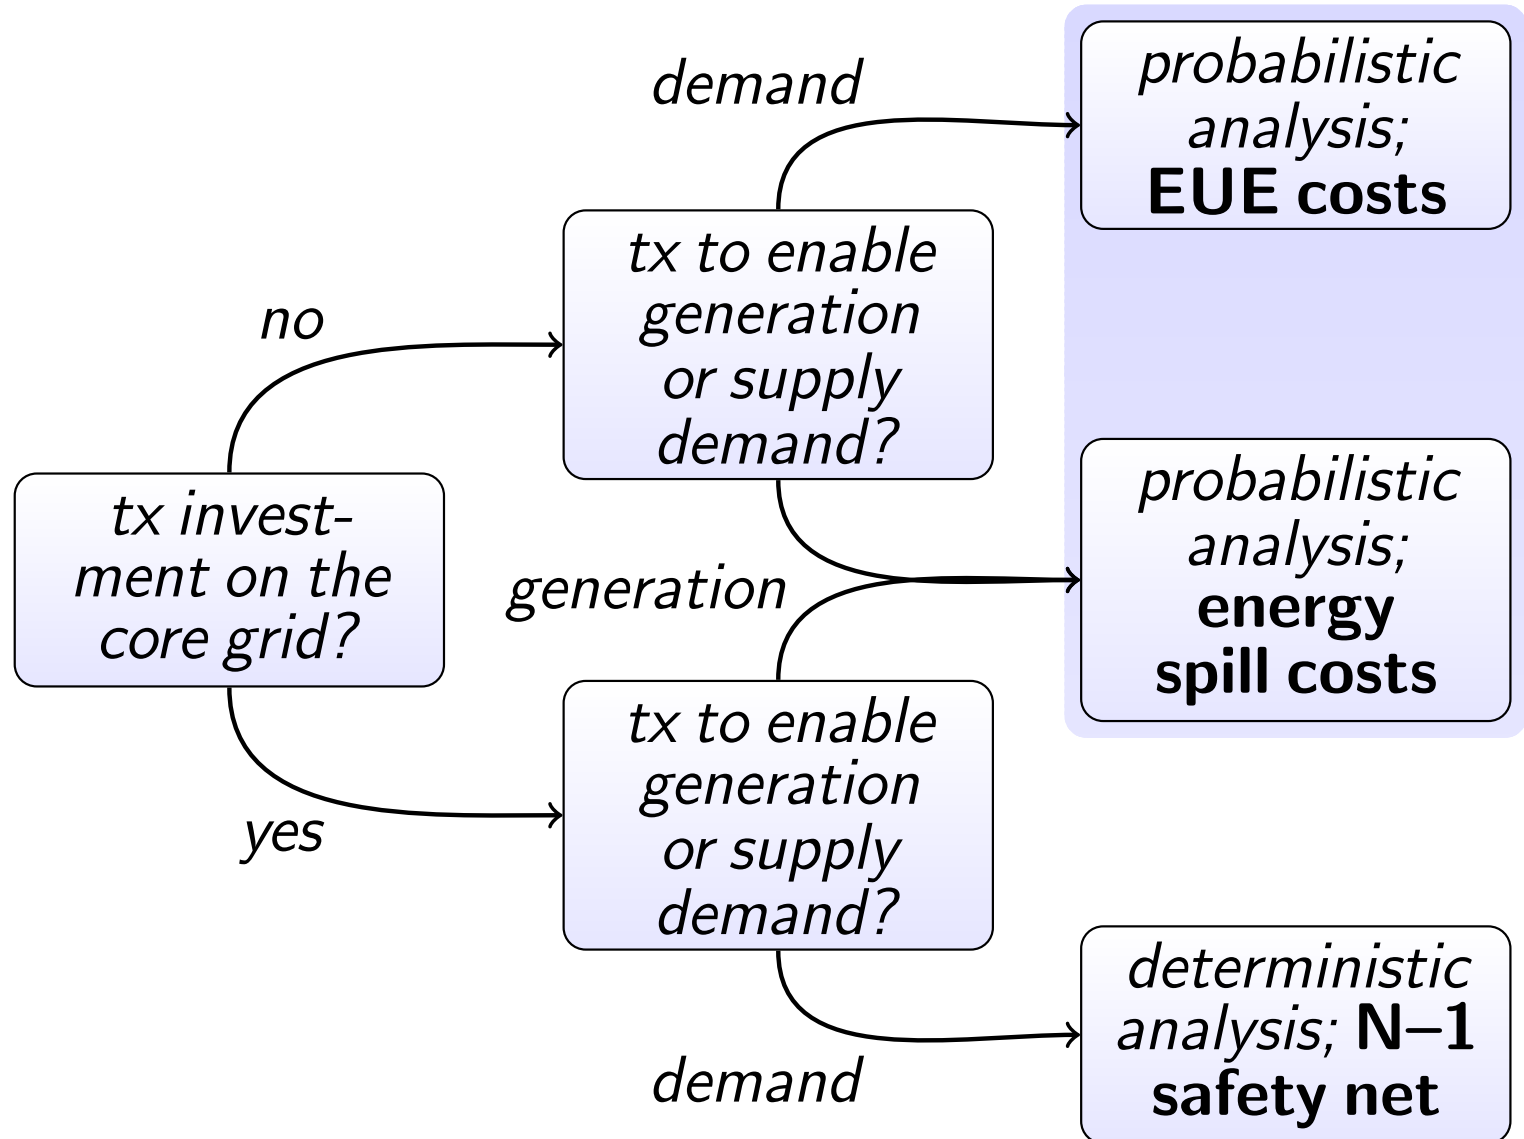 demand
probabilistic
analysis;
EUE costs
tx to enable
generation
or supply
demand?
no
tx invest-
ment on the
core grid?
generation
probabilistic
analysis;
energy
spill costs
yes
tx to enable
generation
or supply
demand?
demand
deterministic
analysis; N–1
safety net